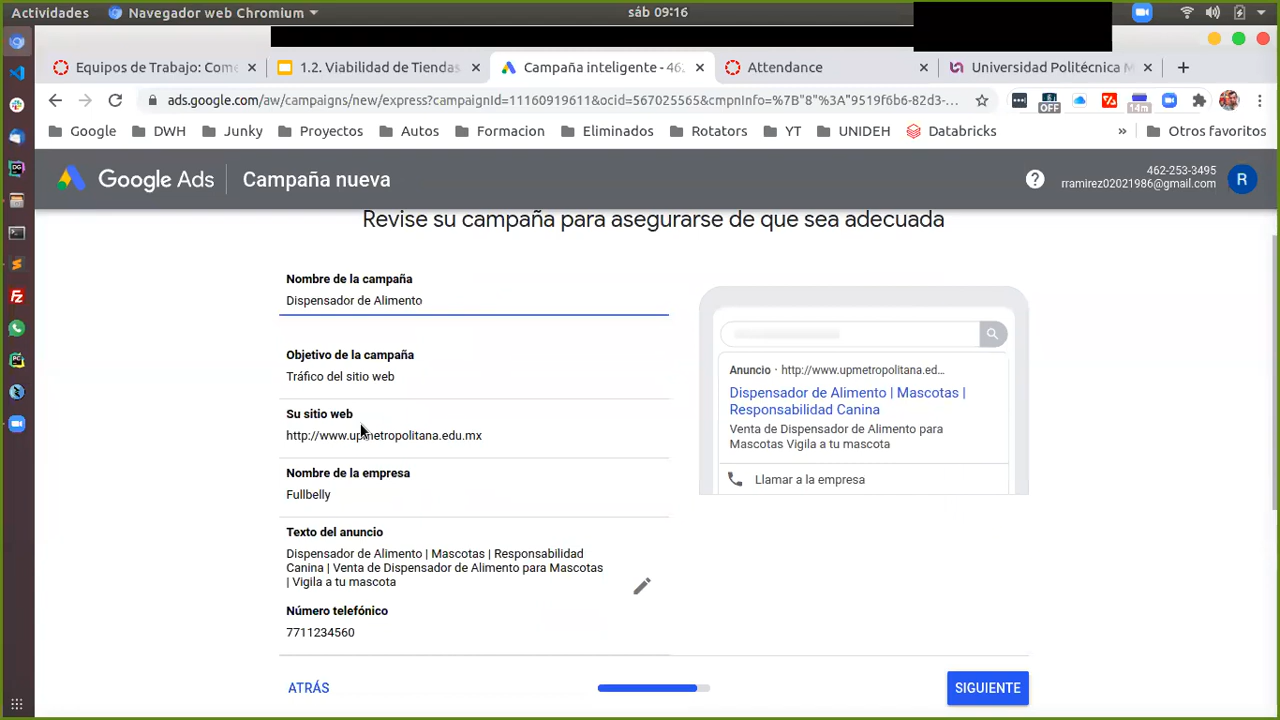 Actividades
Navegador web Chromium
sáb 09:16
Equipos de Trabajo: Come
1.2. Viabilidad de Tiendas
Campaña inteligente - 462
Attendance
Universidad Politécnica M
ads.google.com/aw/campaigns/new/express?campaignId=11160919611&ocid=567025565&cmpnInfo=%7B"8"%3A"9519f6b6-82d3-...
OFF
14m
Google
DWH
Junky
Proyectos
Autos
Formacion
Eliminados
Rotators
YT
UNIDEH
Databricks
»
Otros favoritos
Google Ads
Campaña nueva
462-253-3495
rramirez02021986@gmail.com
R
Revise su campaña para asegurarse de que sea adecuada
Nombre de la campaña
Dispensador de Alimento
Objetivo de la campaña
Tráfico del sitio web
Su sitio web
http://www.upmetropolitana.edu.mx
Nombre de la empresa
Fullbelly
Texto del anuncio
Dispensador de Alimento | Mascotas | Responsabilidad
Canina | Venta de Dispensador de Alimento para Mascotas
| Vigila a tu mascota
Número telefónico
7711234560
Anuncio · http://www.upmetropolitana.ed...
Dispensador de Alimento | Mascotas |
Responsabilidad Canina
Venta de Dispensador de Alimento para
Mascotas Vigila a tu mascota
Llamar a la empresa
ATRÁS
SIGUIENTE